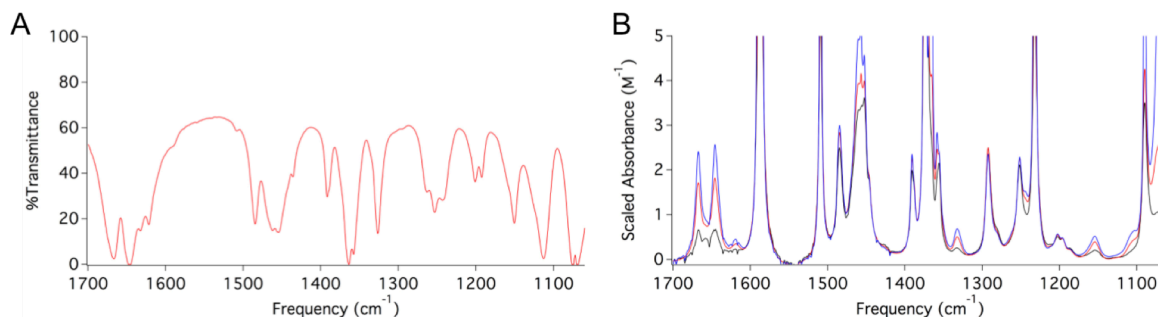 A
100
80
60
40
20
0
%Transmittance
1700 1600 1500 1400 1300 1200 1100
Frequency (cm⁻¹)
B
5
4
3
2
1
0
Scaled Absorbance (M⁻¹)
1700 1600 1500 1400 1300 1200 1100
Frequency (cm⁻¹)